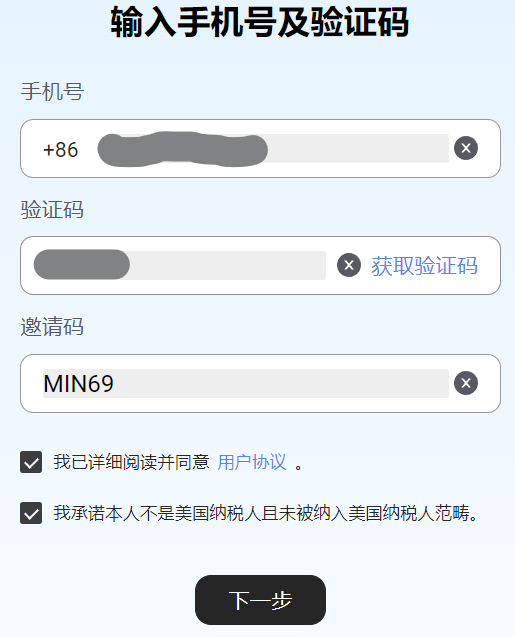 输入手机号及验证码
手机号
+86
验证码
获取验证码
邀请码
MIN69
我已详细阅读并同意 用户协议 。
我承诺本人不是美国纳税人且未被纳入美国纳税人范畴。
下一步